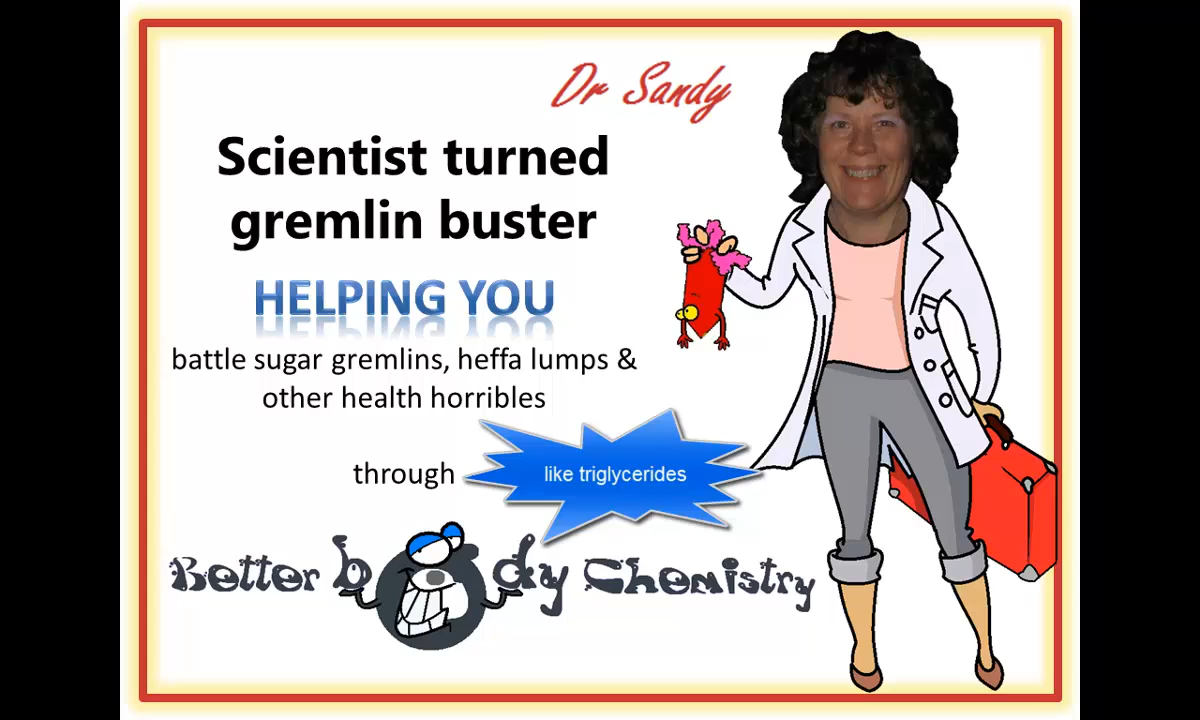 Dr Sandy
Scientist turned
gremlin buster
HELPING YOU
battle sugar gremlins, heffa lumps &
other health horribles
through
like triglycerides
Better body Chemistry